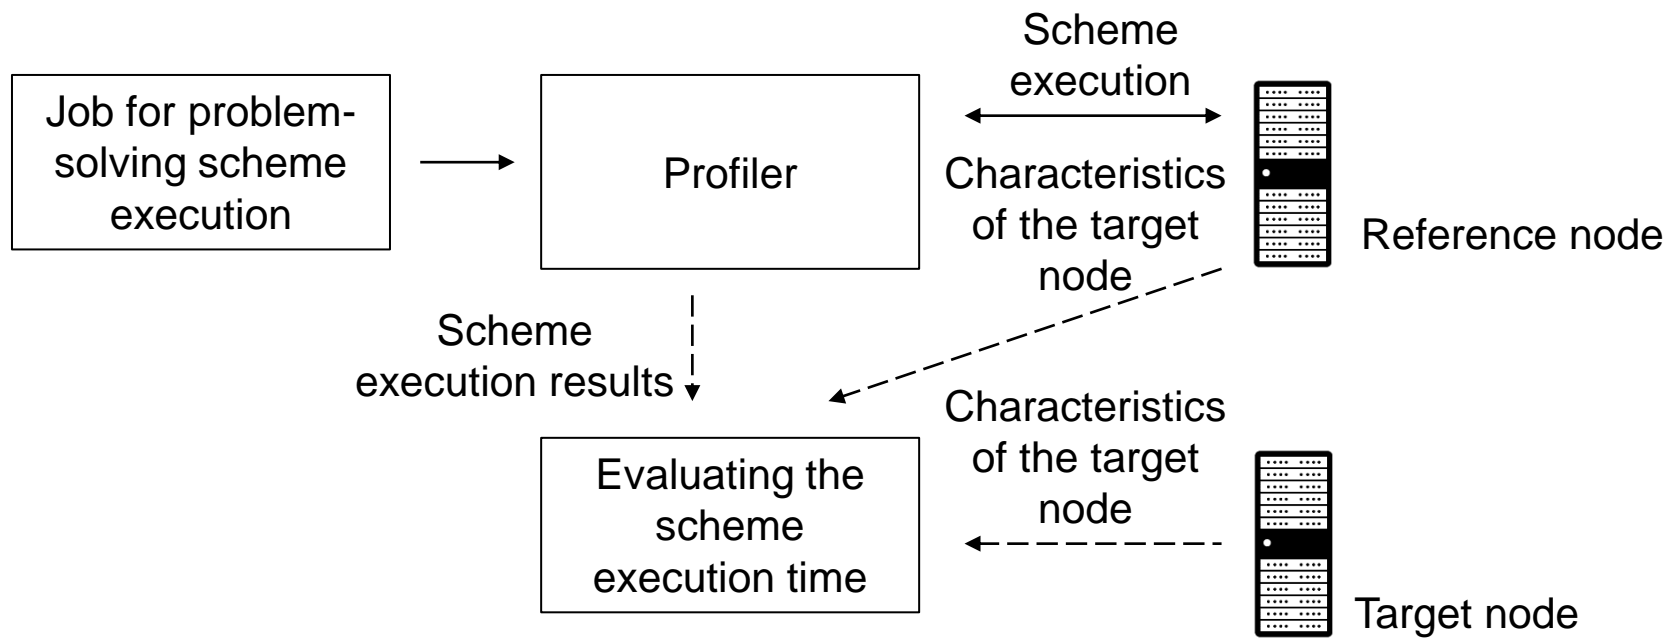 Scheme
execution
Job for problem-
solving scheme
execution
Profiler
Characteristics
of the target
node
Reference node
Scheme
execution results
Characteristics
of the target
node
Evaluating the
scheme
execution time
Target node